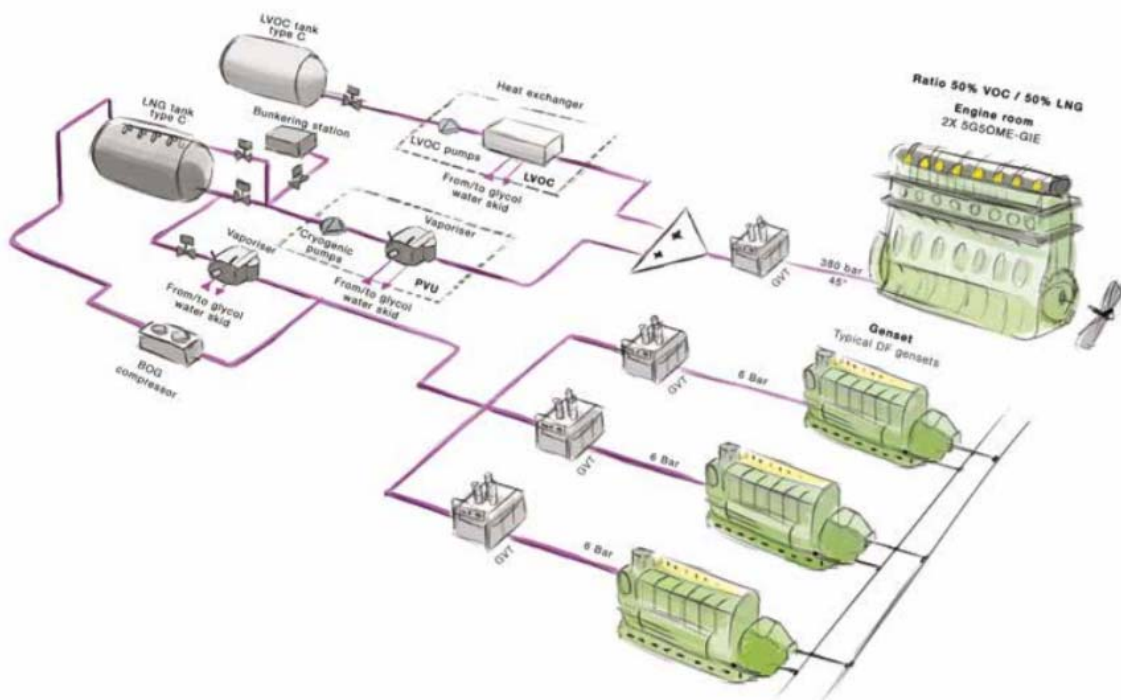 LVOC tank
type C
LNG tank
type C
Bunkering station
Heat exchanger
LVOC pumps
LVOC
From/to glycol
water skid
Ratio 50% VOC / 50% LNG
Engine room
2X 5G5OME-GIE
Vaporiser
Cryogenic
pumps
Vaporiser
PVU
From/to glycol
water skid
From/to glycol
water skid
BOG
compressor
GVT
380 bar
45°
Genset
Typical DF gensets
GVT
6 Bar
GVT
6 Bar
GVT
6 Bar